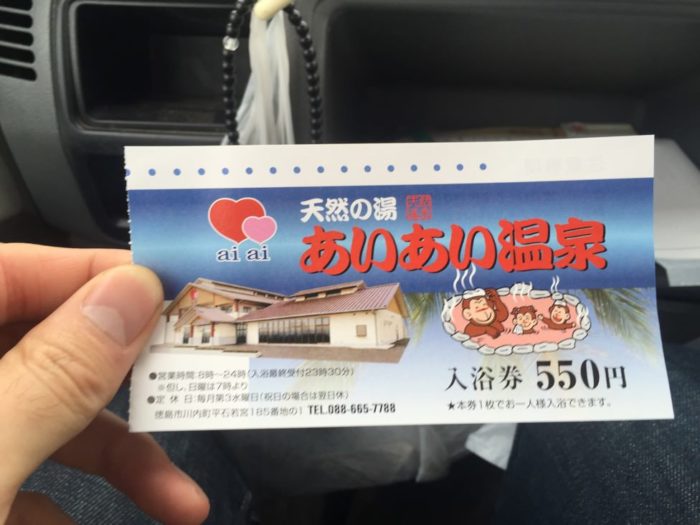 天然の湯
あいあい温泉
ai ai
入浴券 550円
★本券1枚でお一人様入浴できます。
●営業時間:8時～24時(入浴最終受付23時30分)
※但し、日曜は7時より
●定 休 日:毎月第3水曜日(祝日の場合は翌日休)
徳島市川内町平石若宮185番地の1 TEL.088-665-7788